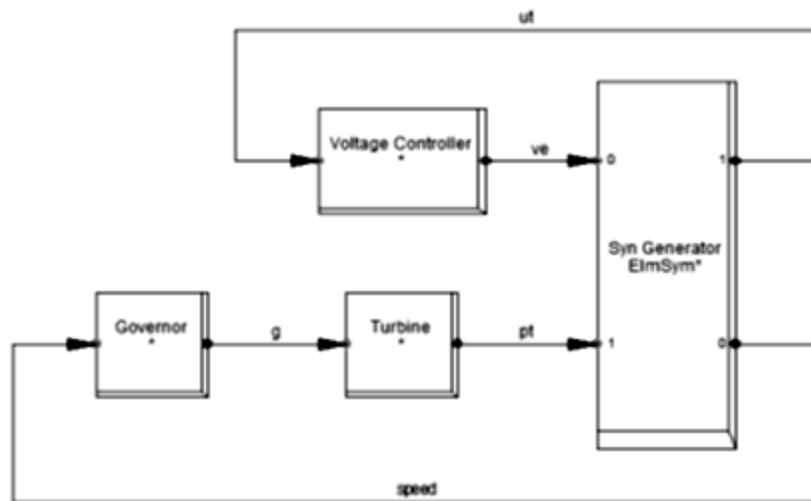 ut
Voltage Controller
*
ve
0
1
Syn Generator
ElmSym*
Governor
*
g
Turbine
*
pt
1
0
speed